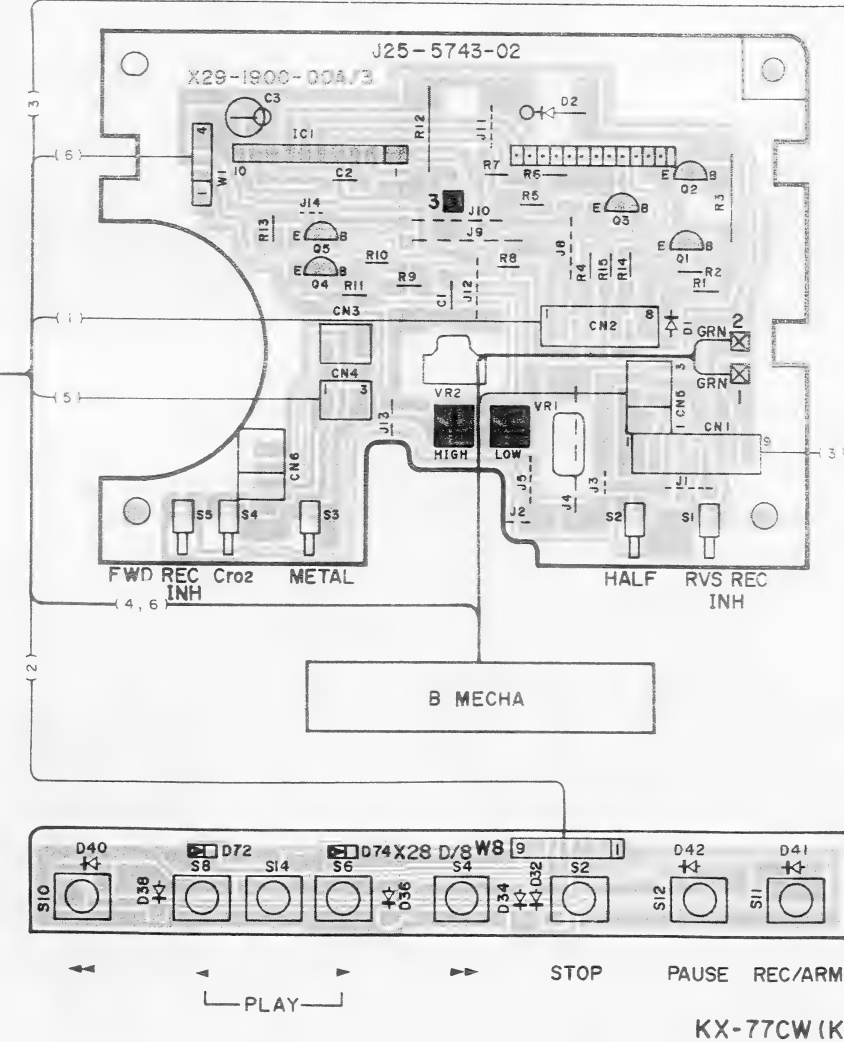 J25-5743-02
X29-1900-00A/3
C3
D2
(3)
R12
J11
IC1
4
(6)
W1
10
1
1
C2
R7
R6
E B
Q2
R3
3
J10
R5
E B
Q3
J14
R13
E B
Q5
J9
J8
E B
Q1
R10
R8
R4
R15
R14
R2
E B
Q4
R11
R9
C1
J12
R1
CN3
(1)
1
8
CN2
D1
GRN
2
CN4
3
GRN
1
CN5
1
(5)
1
3
VR2
VR1
J13
HIGH
LOW
CN1
1
9
(3)
CN6
J5
J4
J3
J1
J2
S5
S4
S3
S2
S1
FWD REC INH
Cro2
METAL
HALF
RVS REC INH
(4, 6)
(2)
B MECHA
D40
D72
D74
X28 D/8
W8
9
1
D42
D41
S10
D38
S8
S14
S6
D36
S4
D34
D32
S2
S12
S11
◄◄
◄
►
►►
STOP
PAUSE
REC/ARM
PLAY
KX-77CW(K